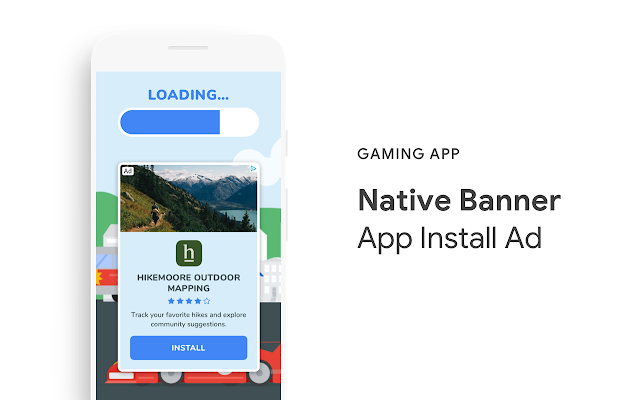 LOADING...
Ad
h
HIKEMOORE OUTDOOR
MAPPING
Track your favorite hikes and explore
community suggestions.
INSTALL
GAMING APP
Native Banner
App Install Ad